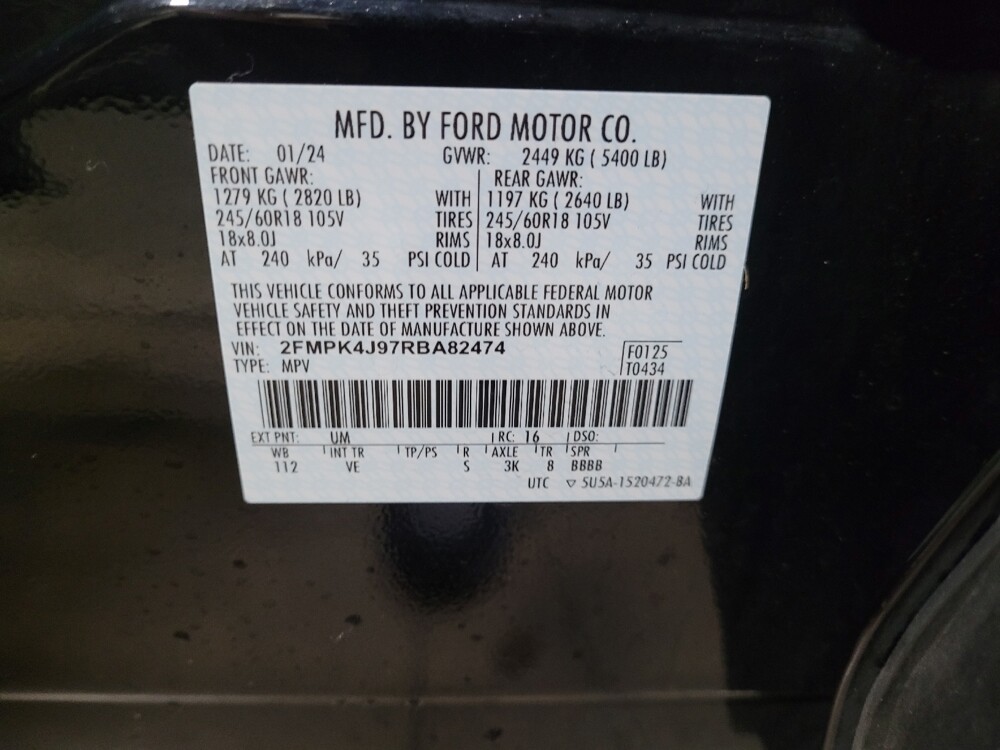 MFD. BY FORD MOTOR CO.
DATE: 01/24 GVWR: 2449 KG ( 5400 LB)
FRONT GAWR: REAR GAWR:
1279 KG ( 2820 LB) WITH 1197 KG ( 2640 LB) WITH
245/60R18 105V TIRES 245/60R18 105V TIRES
18x8.0J RIMS 18x8.0J RIMS
AT 240 kPa/ 35 PSI COLD AT 240 kPa/ 35 PSI COLD
THIS VEHICLE CONFORMS TO ALL APPLICABLE FEDERAL MOTOR
VEHICLE SAFETY AND THEFT PREVENTION STANDARDS IN
EFFECT ON THE DATE OF MANUFACTURE SHOWN ABOVE.
VIN: 2FMPK4J97RBA82474 F0125
TYPE: MPV T0434
EXT PNT: UM RC: 16 DSO:
WB INT TR TP/PS R AXLE TR SPR
112 VE S 3K 8 BBBB
UTC ▽ 5U5A-1520472-BA